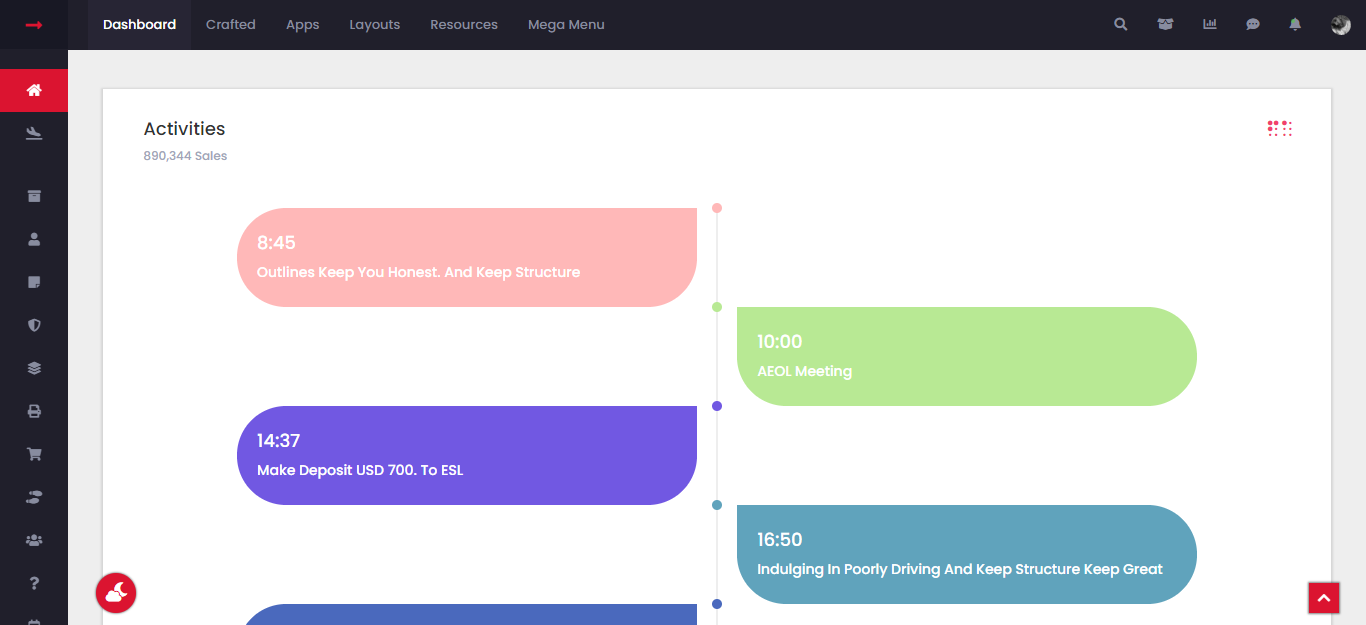 Dashboard
Crafted
Apps
Layouts
Resources
Mega Menu
Activities
890,344 Sales
8:45
Outlines Keep You Honest. And Keep Structure
10:00
AEOL Meeting
14:37
Make Deposit USD 700. To ESL
16:50
Indulging In Poorly Driving And Keep Structure Keep Great